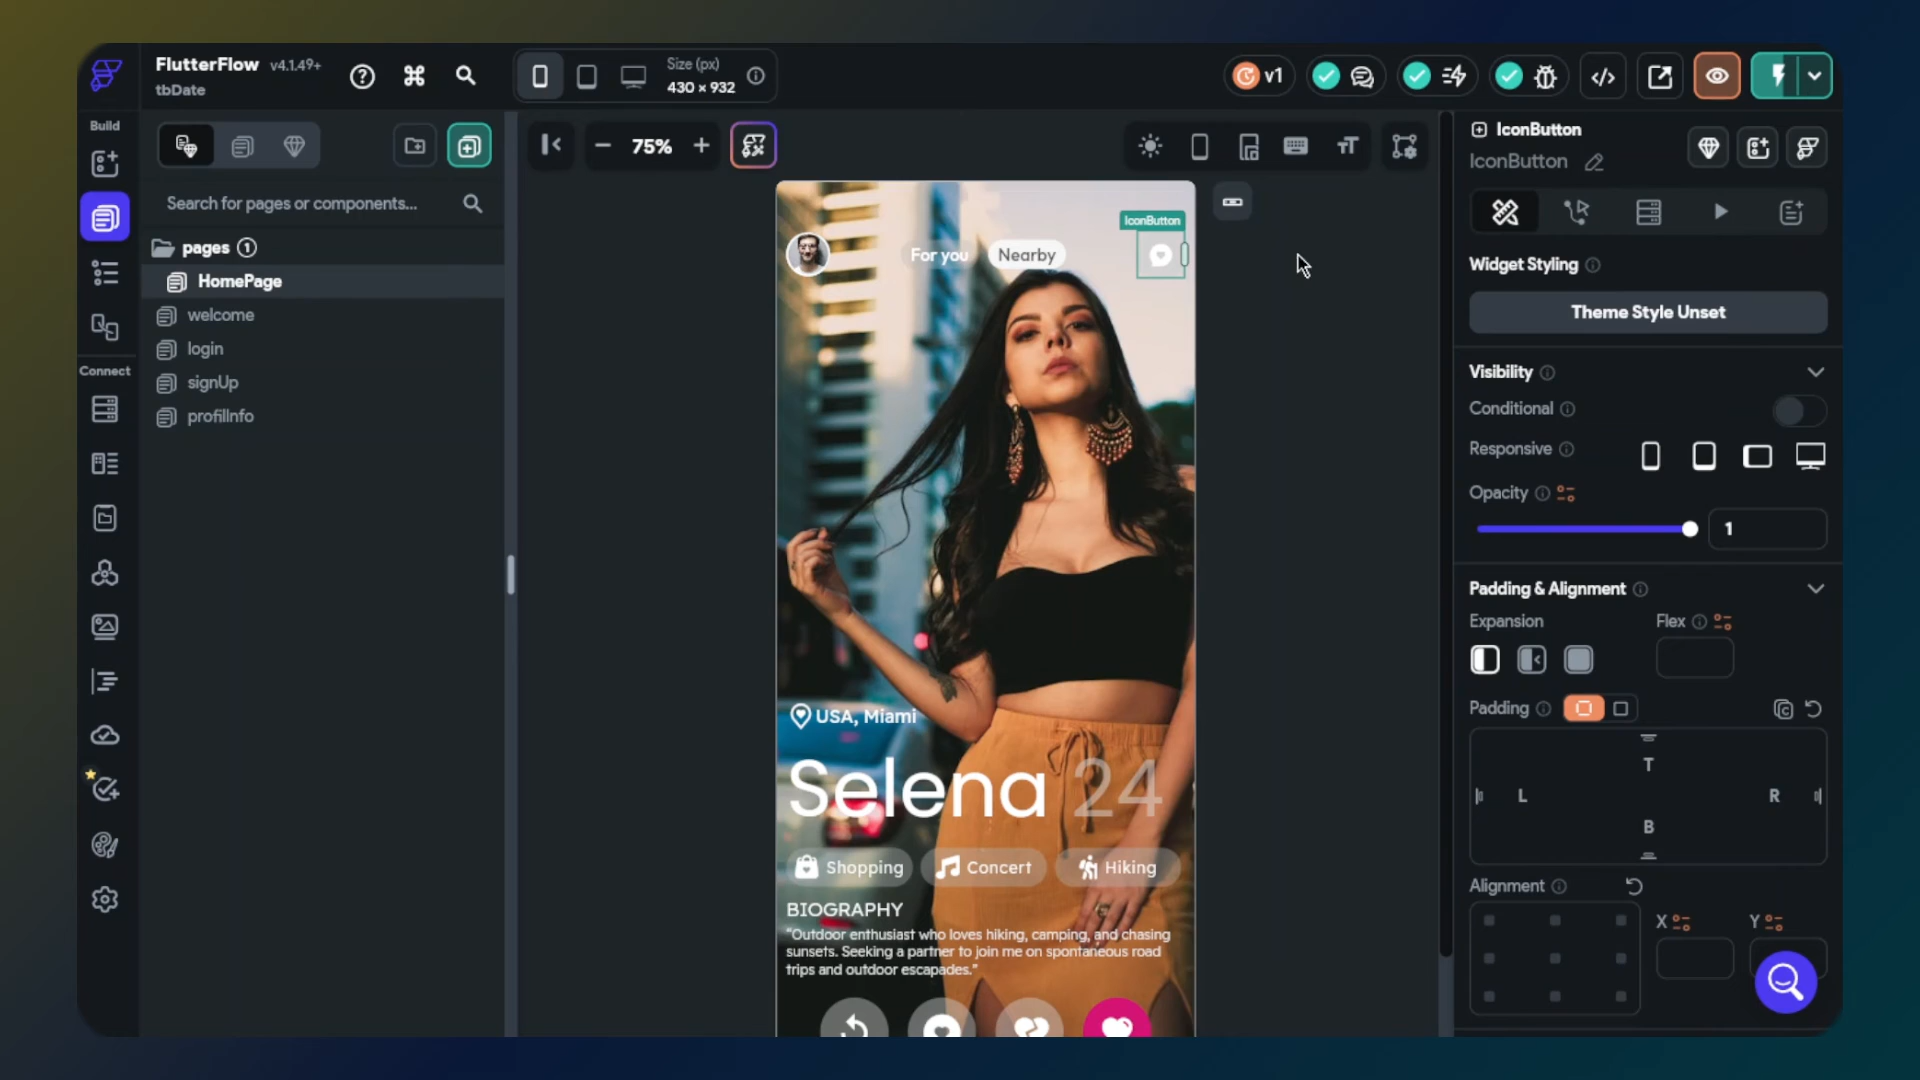 FlutterFlow v4.1.49+
tbDate
Size (px)
430 × 932
v1
Build
Connect
Search for pages or components...
pages 1
HomePage
welcome
login
signUp
profilInfo
75%
IconButton
For you
Nearby
USA, Miami
Selena 24
Shopping
Concert
Hiking
BIOGRAPHY
“Outdoor enthusiast who loves hiking, camping, and chasing
sunsets. Seeking a partner to join me on spontaneous road
trips and outdoor escapades.”
IconButton
IconButton
Widget Styling
Theme Style Unset
Visibility
Conditional
Responsive
Opacity
1
Padding & Alignment
Expansion
Flex
Padding
T
L
R
B
Alignment
X
Y